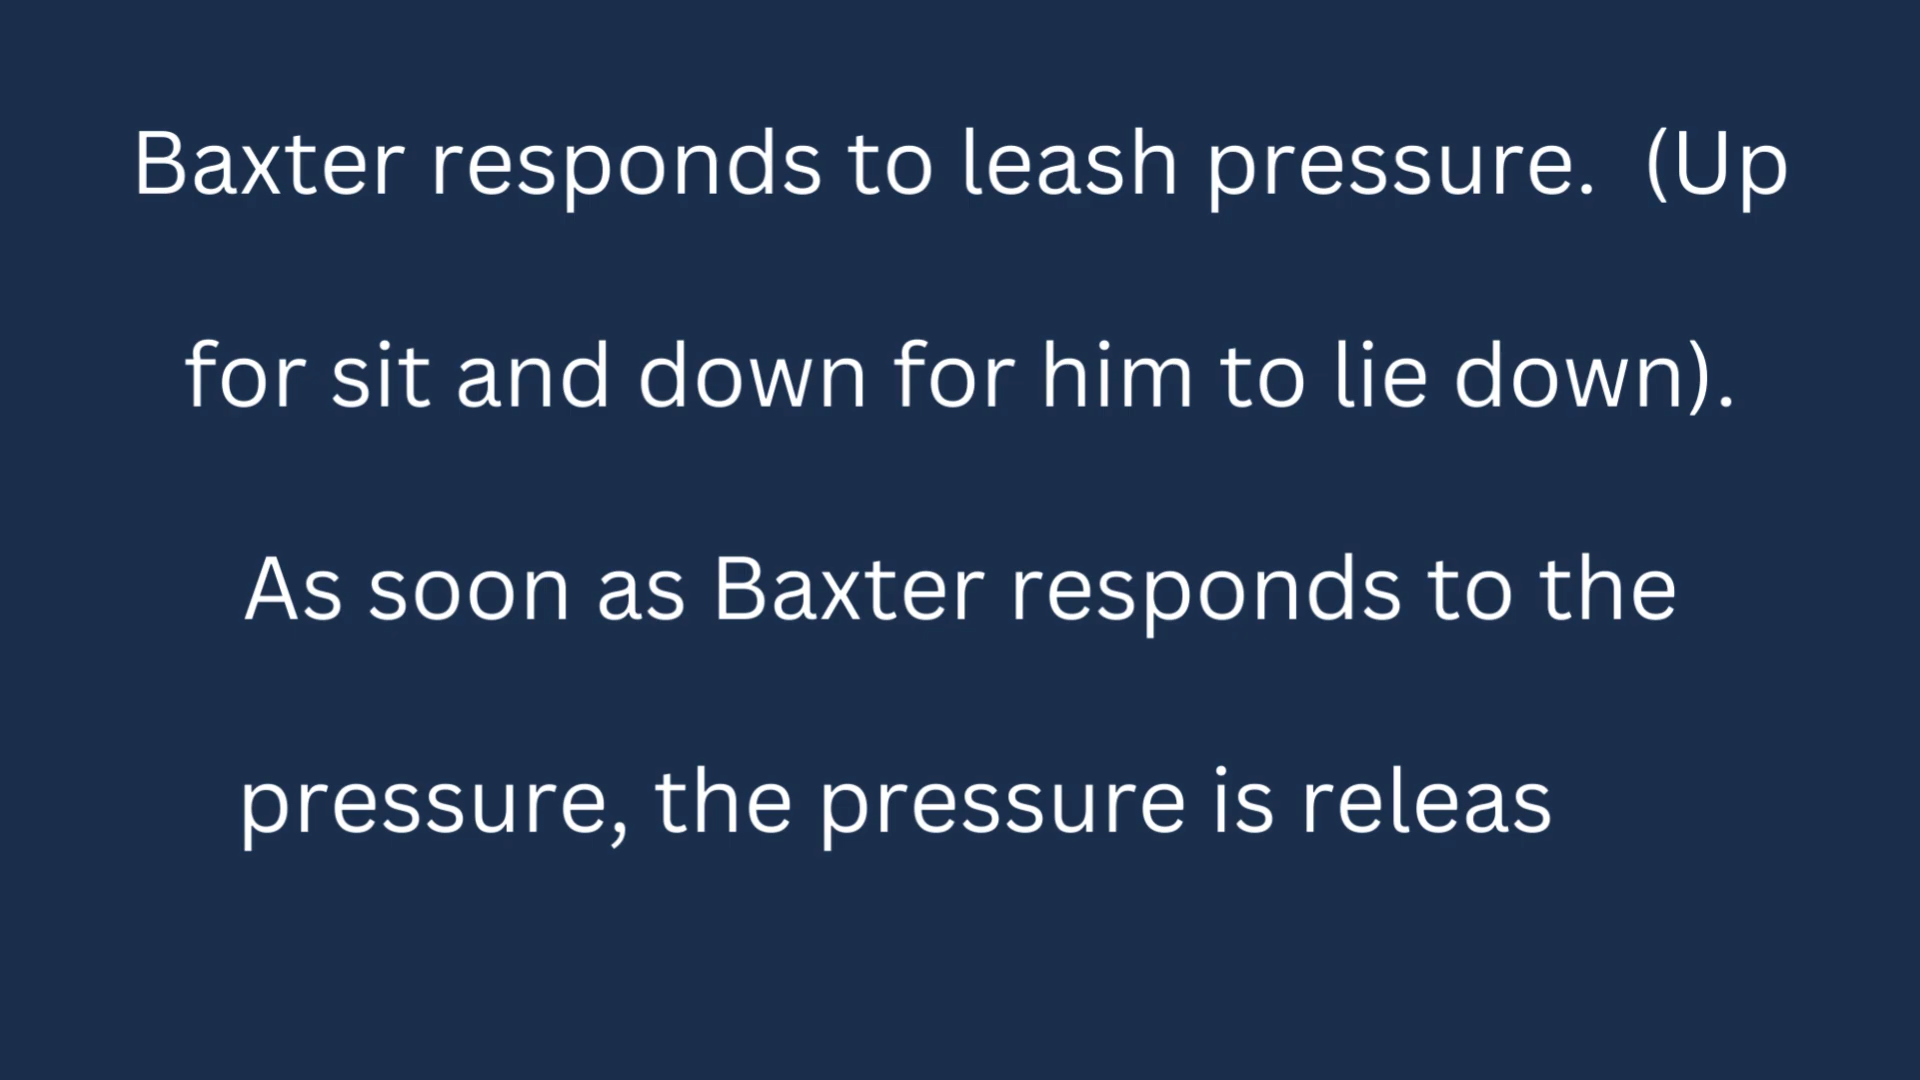 Baxter responds to leash pressure.  (Up
for sit and down for him to lie down).
As soon as Baxter responds to the
pressure, the pressure is releas